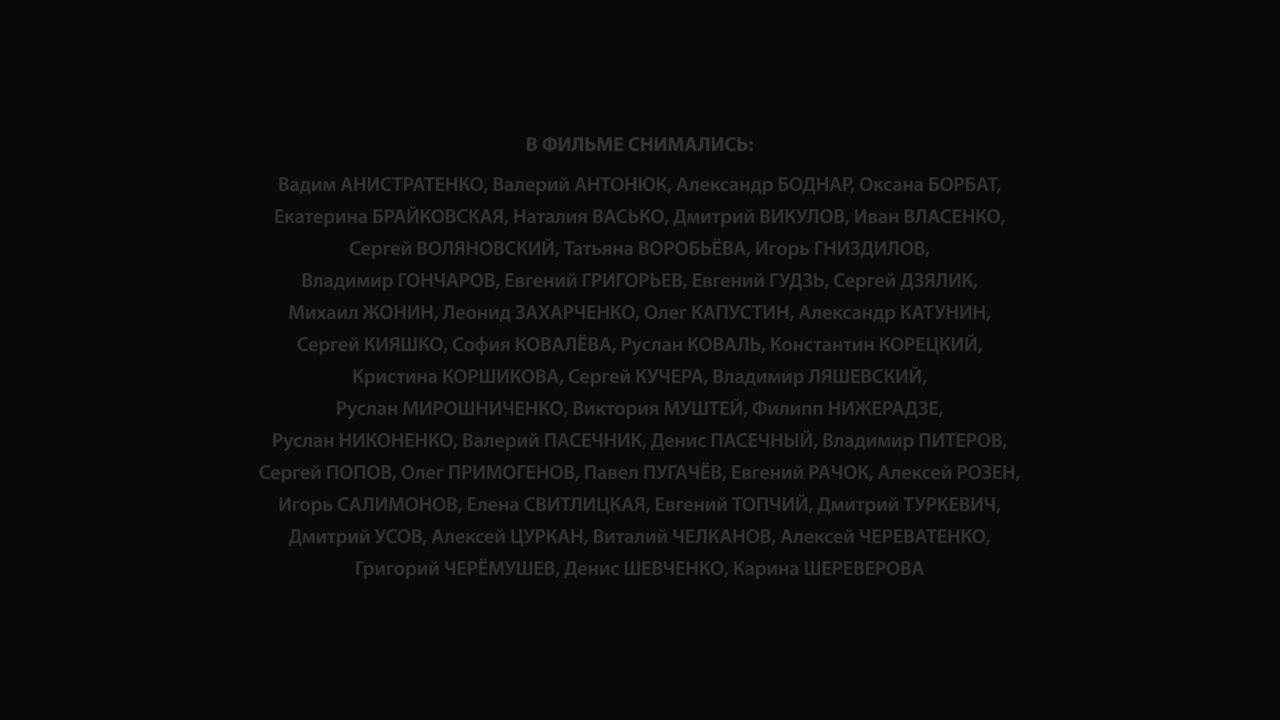 В ФИЛЬМЕ СНИМАЛИСЬ:
Вадим АНИСТРАТЕНКО, Валерий АНТОНЮК, Александр БОДНАР, Оксана БОРБАТ,
Екатерина БРАЙКОВСКАЯ, Наталия ВАСЬКО, Дмитрий ВИКУЛОВ, Иван ВЛАСЕНКО,
Сергей ВОЛЯНОВСКИЙ, Татьяна ВОРОБЬЁВА, Игорь ГНИЗДИЛОВ,
Владимир ГОНЧАРОВ, Евгений ГРИГОРЬЕВ, Евгений ГУДЗЬ, Сергей ДЗЯЛИК,
Михаил ЖОНИН, Леонид ЗАХАРЧЕНКО, Олег КАПУСТИН, Александр КАТУНИН,
Сергей КИЯШКО, София КОВАЛЁВА, Руслан КОВАЛЬ, Константин КОРЕЦКИЙ,
Кристина КОРШИКОВА, Сергей КУЧЕРА, Владимир ЛЯШЕВСКИЙ,
Руслан МИРОШНИЧЕНКО, Виктория МУШТЕЙ, Филипп НИЖЕРАДЗЕ,
Руслан НИКОНЕНКО, Валерий ПАСЕЧНИК, Денис ПАСЕЧНЫЙ, Владимир ПИТЕРОВ,
Сергей ПОПОВ, Олег ПРИМОГЕНОВ, Павел ПУГАЧЁВ, Евгений РАЧОК, Алексей РОЗЕН,
Игорь САЛИМОНОВ, Елена СВИТЛИЦКАЯ, Евгений ТОПЧИЙ, Дмитрий ТУРКЕВИЧ,
Дмитрий УСОВ, Алексей ЦУРКАН, Виталий ЧЕЛКАНОВ, Алексей ЧЕРЕВАТЕНКО,
Григорий ЧЕРЁМУШЕВ, Денис ШЕВЧЕНКО, Карина ШЕРЕВЕРОВА